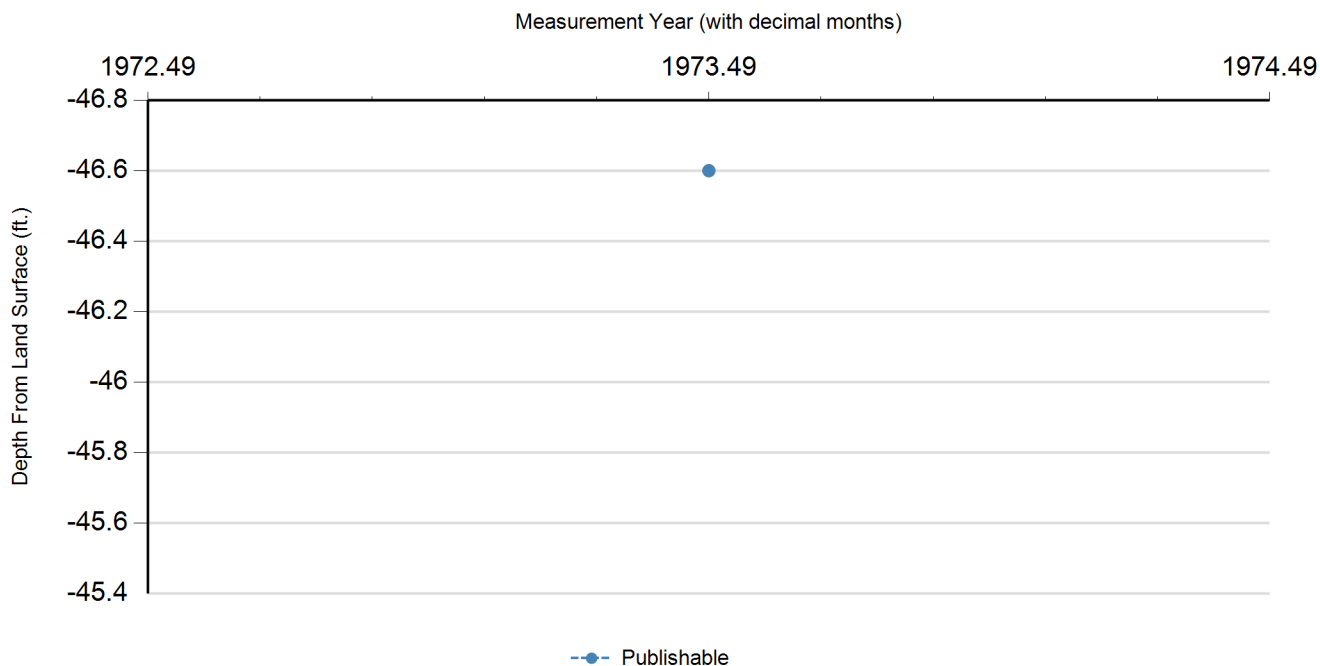 Measurement Year (with decimal months)
1972.49 1973.49 1974.49
-46.8
-46.6
-46.4
-46.2
-46
-45.8
-45.6
-45.4
Depth From Land Surface (ft.)
Publishable